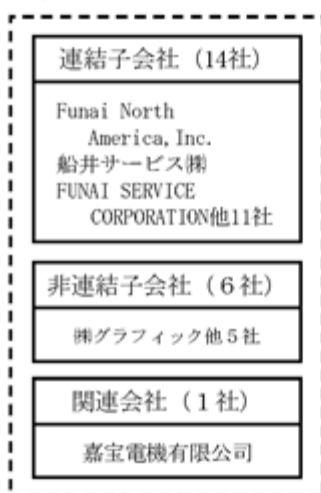 連結子会社（14社）
Funai North
America,Inc.
船井サービス㈱
FUNAI SERVICE
CORPORATION他11社
非連結子会社（６社）
㈱グラフィック他５社
関連会社（１社）
嘉宝電機有限公司